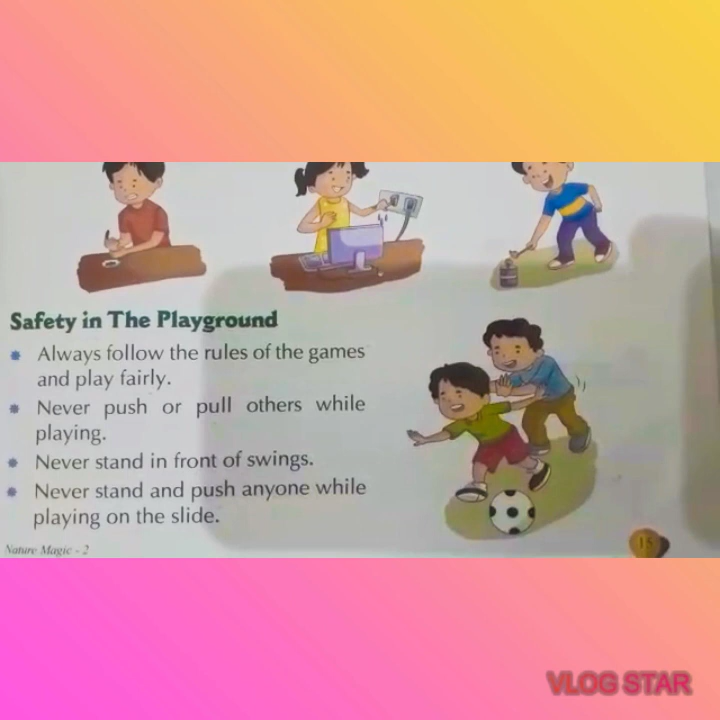 Safety in The Playground
Always follow the rules of the games
and play fairly.
Never push or pull others while
playing.
Never stand in front of swings.
Never stand and push anyone while
playing on the slide.
Nature Magic - 2
15
VLOG STAR